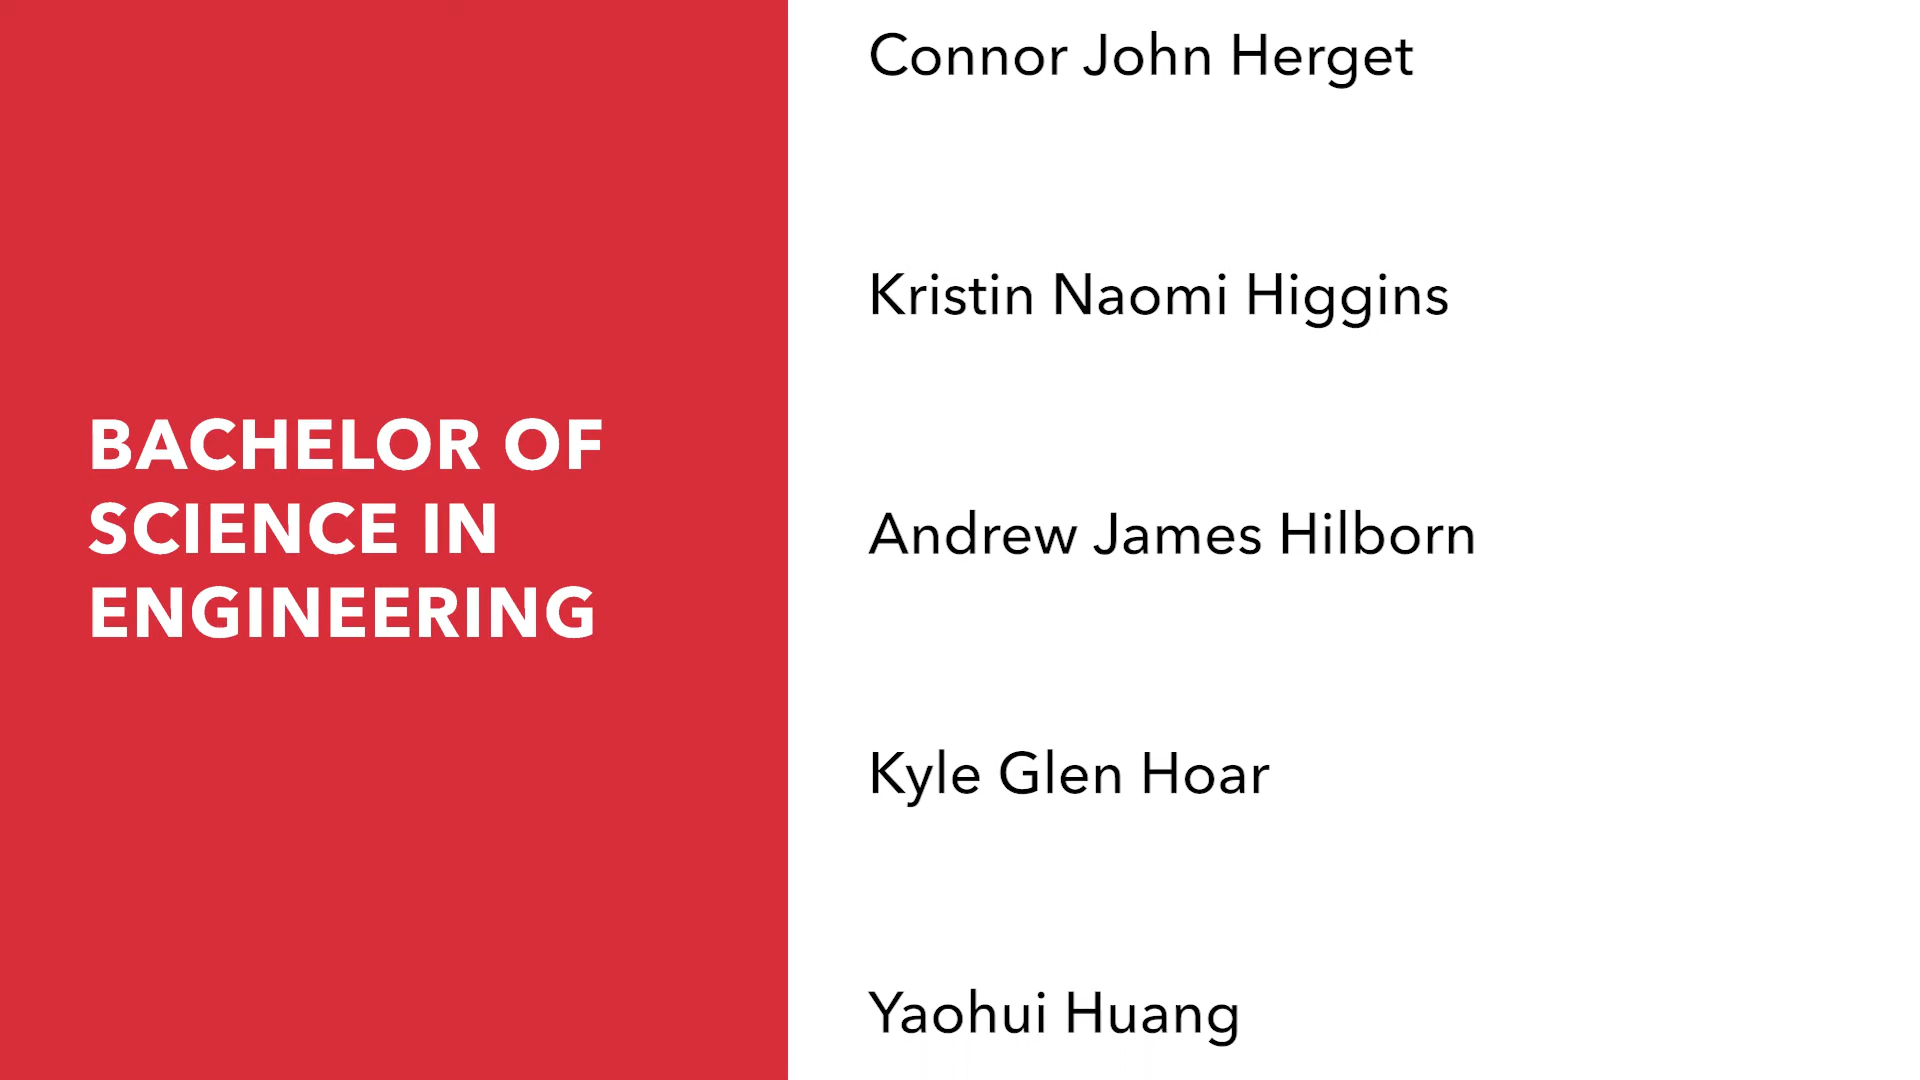 BACHELOR OF
SCIENCE IN
ENGINEERING
Connor John Herget
Kristin Naomi Higgins
Andrew James Hilborn
Kyle Glen Hoar
Yaohui Huang